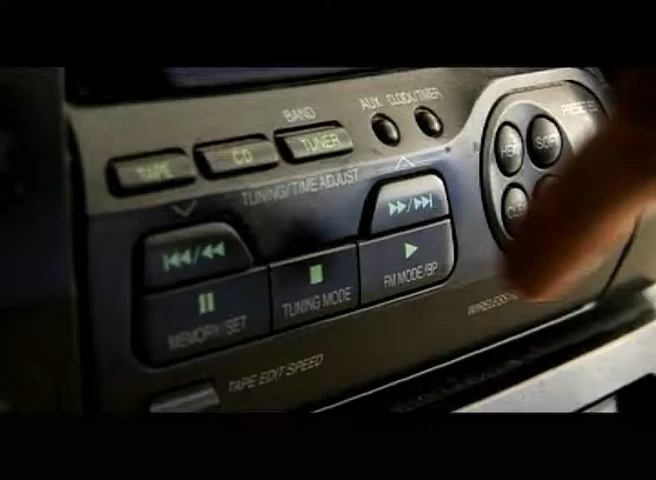 AUX CLOCK/TIMER
BAND
TAPE CD TUNER
TUNING/TIME ADJUST
FM MODE/BP
TUNING MODE
MEMORY/SET
TAPE EDIT SPEED
WIRELESS